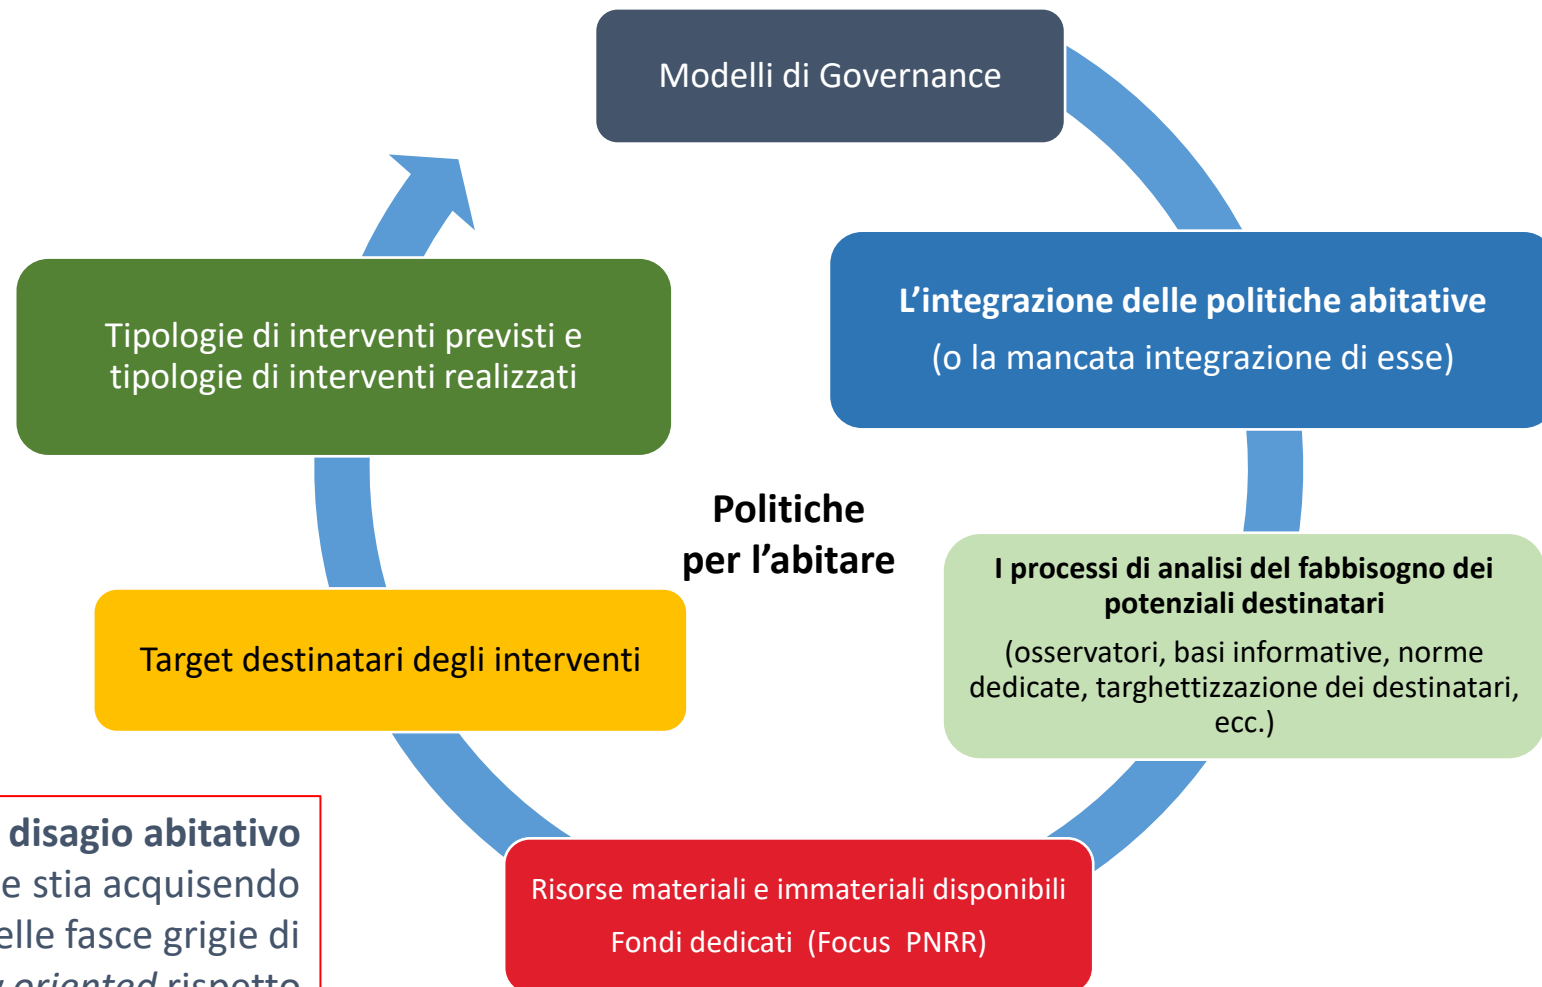 Modelli di Governance
L’integrazione delle politiche abitative
(o la mancata integrazione di esse)
Tipologie di interventi previsti e
tipologie di interventi realizzati
Politiche
per l’abitare
I processi di analisi del fabbisogno dei
potenziali destinatari
(osservatori, basi informative, norme
dedicate, targhettizzazione dei destinatari,
ecc.)
Target destinatari degli interventi
Risorse materiali e immateriali disponibili
Fondi dedicati (Focus PNRR)
disagio abitativo
e stia acquisendo
elle fasce grigie di
oriented rispetto